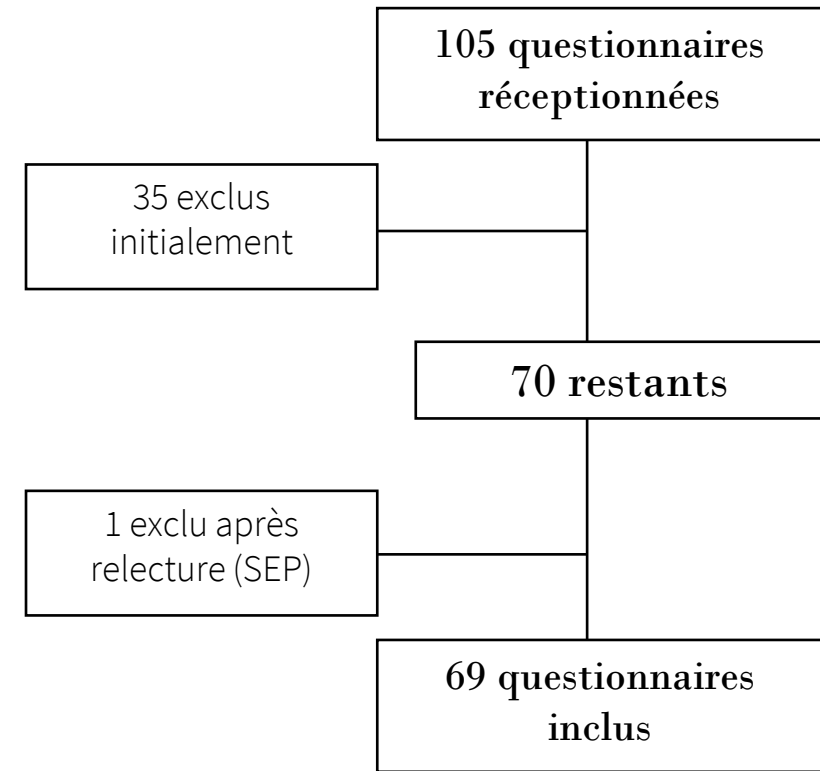 105 questionnaires
réceptionnées
35 exclus
initialement
70 restants
1 exclu après
relecture (SEP)
69 questionnaires
inclus